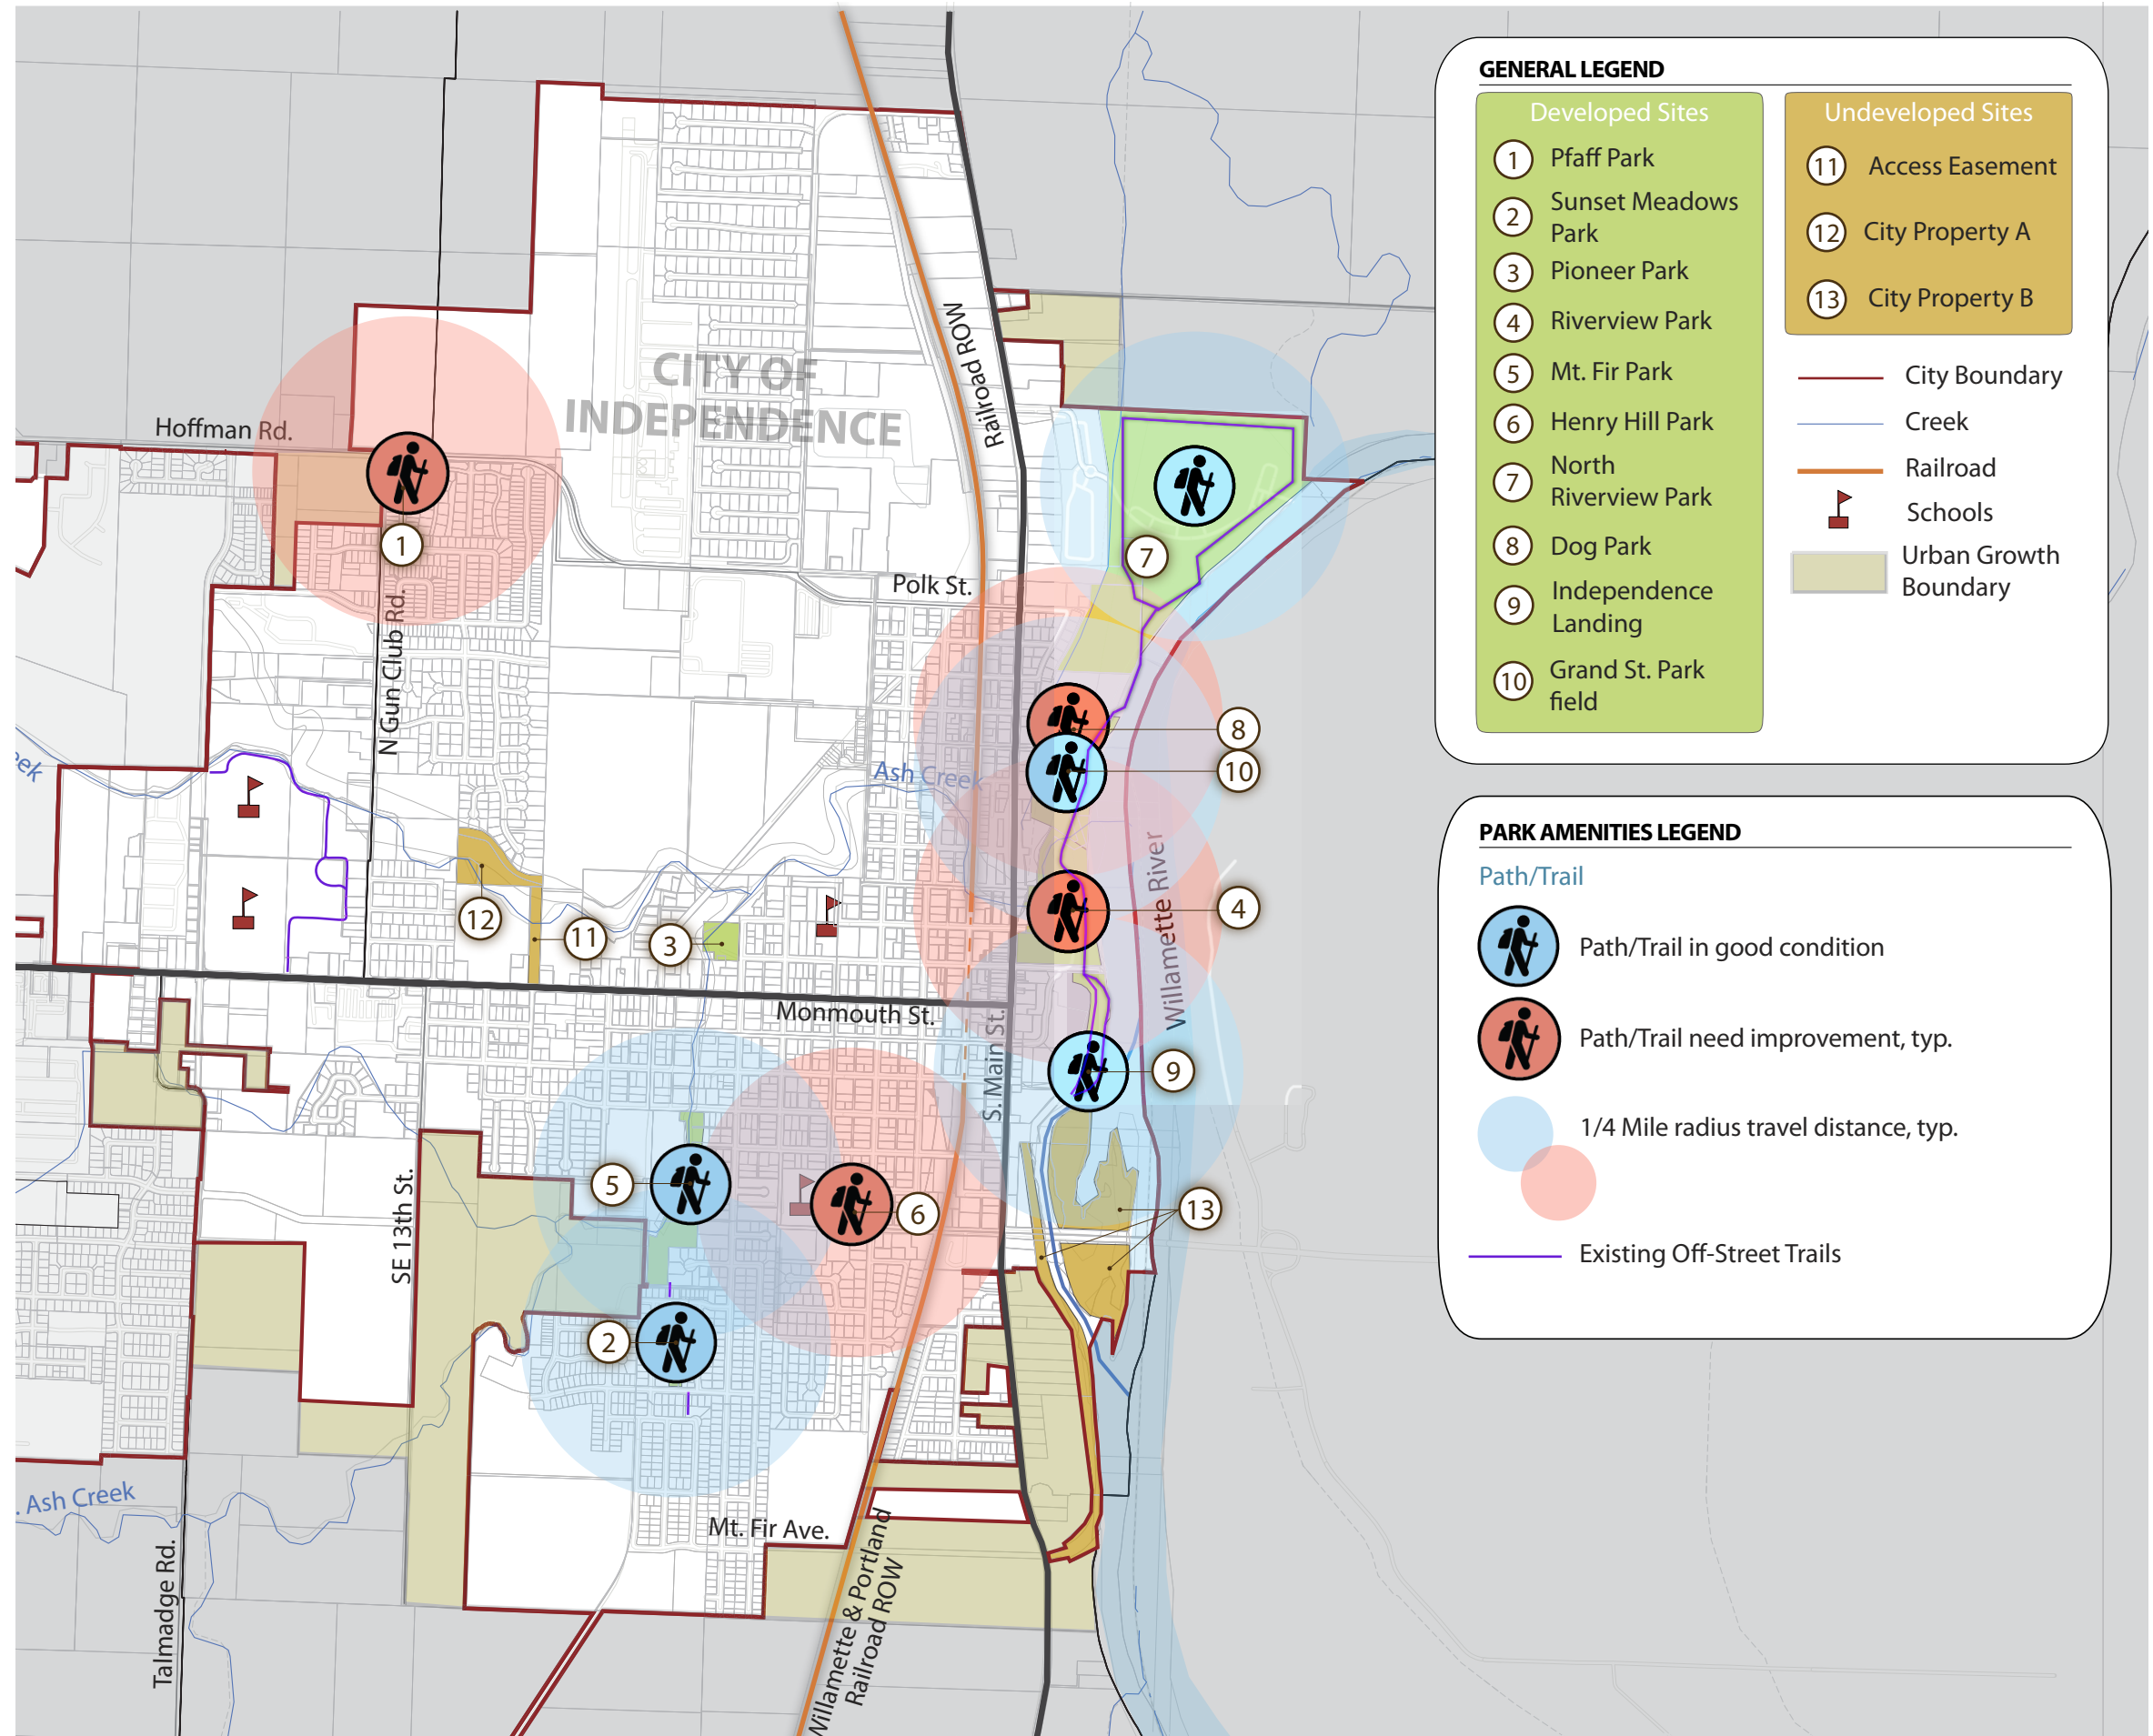 GENERAL LEGEND
Developed Sites
1 Pfaff Park
2 Sunset Meadows
Park
3 Pioneer Park
4 Riverview Park
5 Mt. Fir Park
6 Henry Hill Park
7 North
Riverview Park
8 Dog Park
9 Independence
Landing
10 Grand St. Park
field
Undeveloped Sites
11 Access Easement
12 City Property A
13 City Property B
City Boundary
Creek
Railroad
Schools
Urban Growth
Boundary
PARK AMENITIES LEGEND
Path/Trail
Path/Trail in good condition
Path/Trail need improvement, typ.
1/4 Mile radius travel distance, typ.
Existing Off-Street Trails
CITY OF
INDEPENDENCE
Railroad ROW
Hoffman Rd.
1
7
Polk St.
N Gun Club Rd.
8
10
eek
Ash Creek
Willamette River
4
12
11
3
Monmouth St.
S. Main St.
9
5
6
13
SE 13th St.
2
. Ash Creek
Mt. Fir Ave.
Talmadge Rd.
Willamette & Portland
Railroad ROW